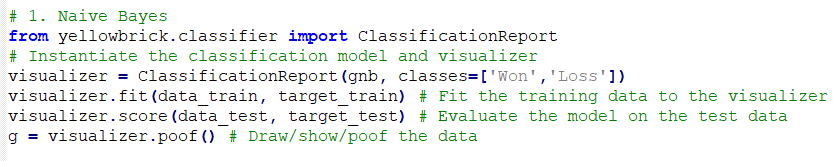 # 1. Naive Bayes
from yellowbrick.classifier import ClassificationReport
# Instantiate the classification model and visualizer
visualizer = ClassificationReport(gnb, classes=['Won','Loss'])
visualizer.fit(data_train, target_train) # Fit the training data to the visualizer
visualizer.score(data_test, target_test) # Evaluate the model on the test data
g = visualizer.poof() # Draw/show/poof the data